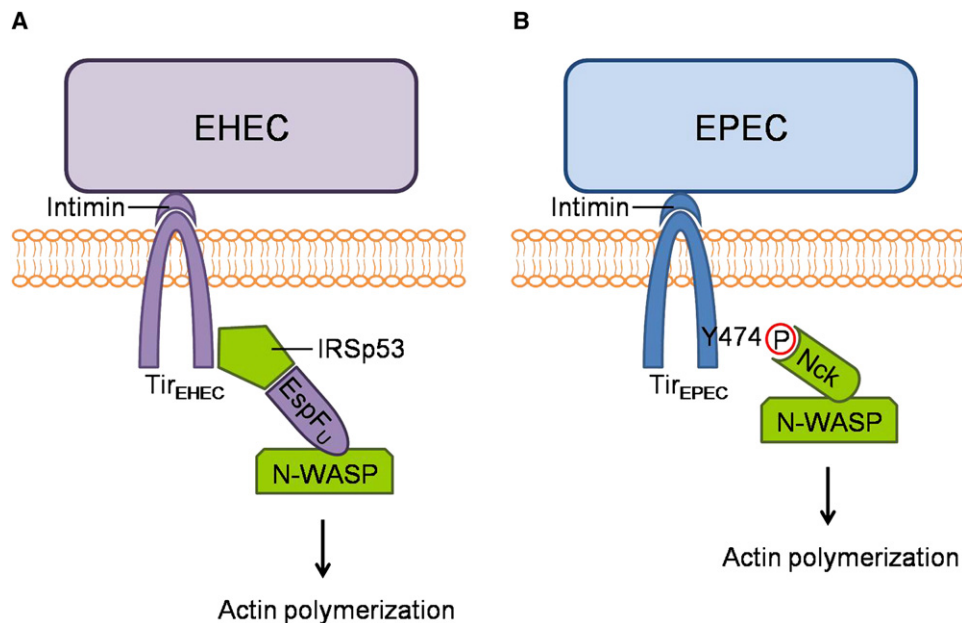 A
EHEC
Intimin
IRSp53
TirEHEC
EspFU
N-WASP
Actin polymerization
B
EPEC
Intimin
Y474
P
Nck
TirEPEC
N-WASP
Actin polymerization